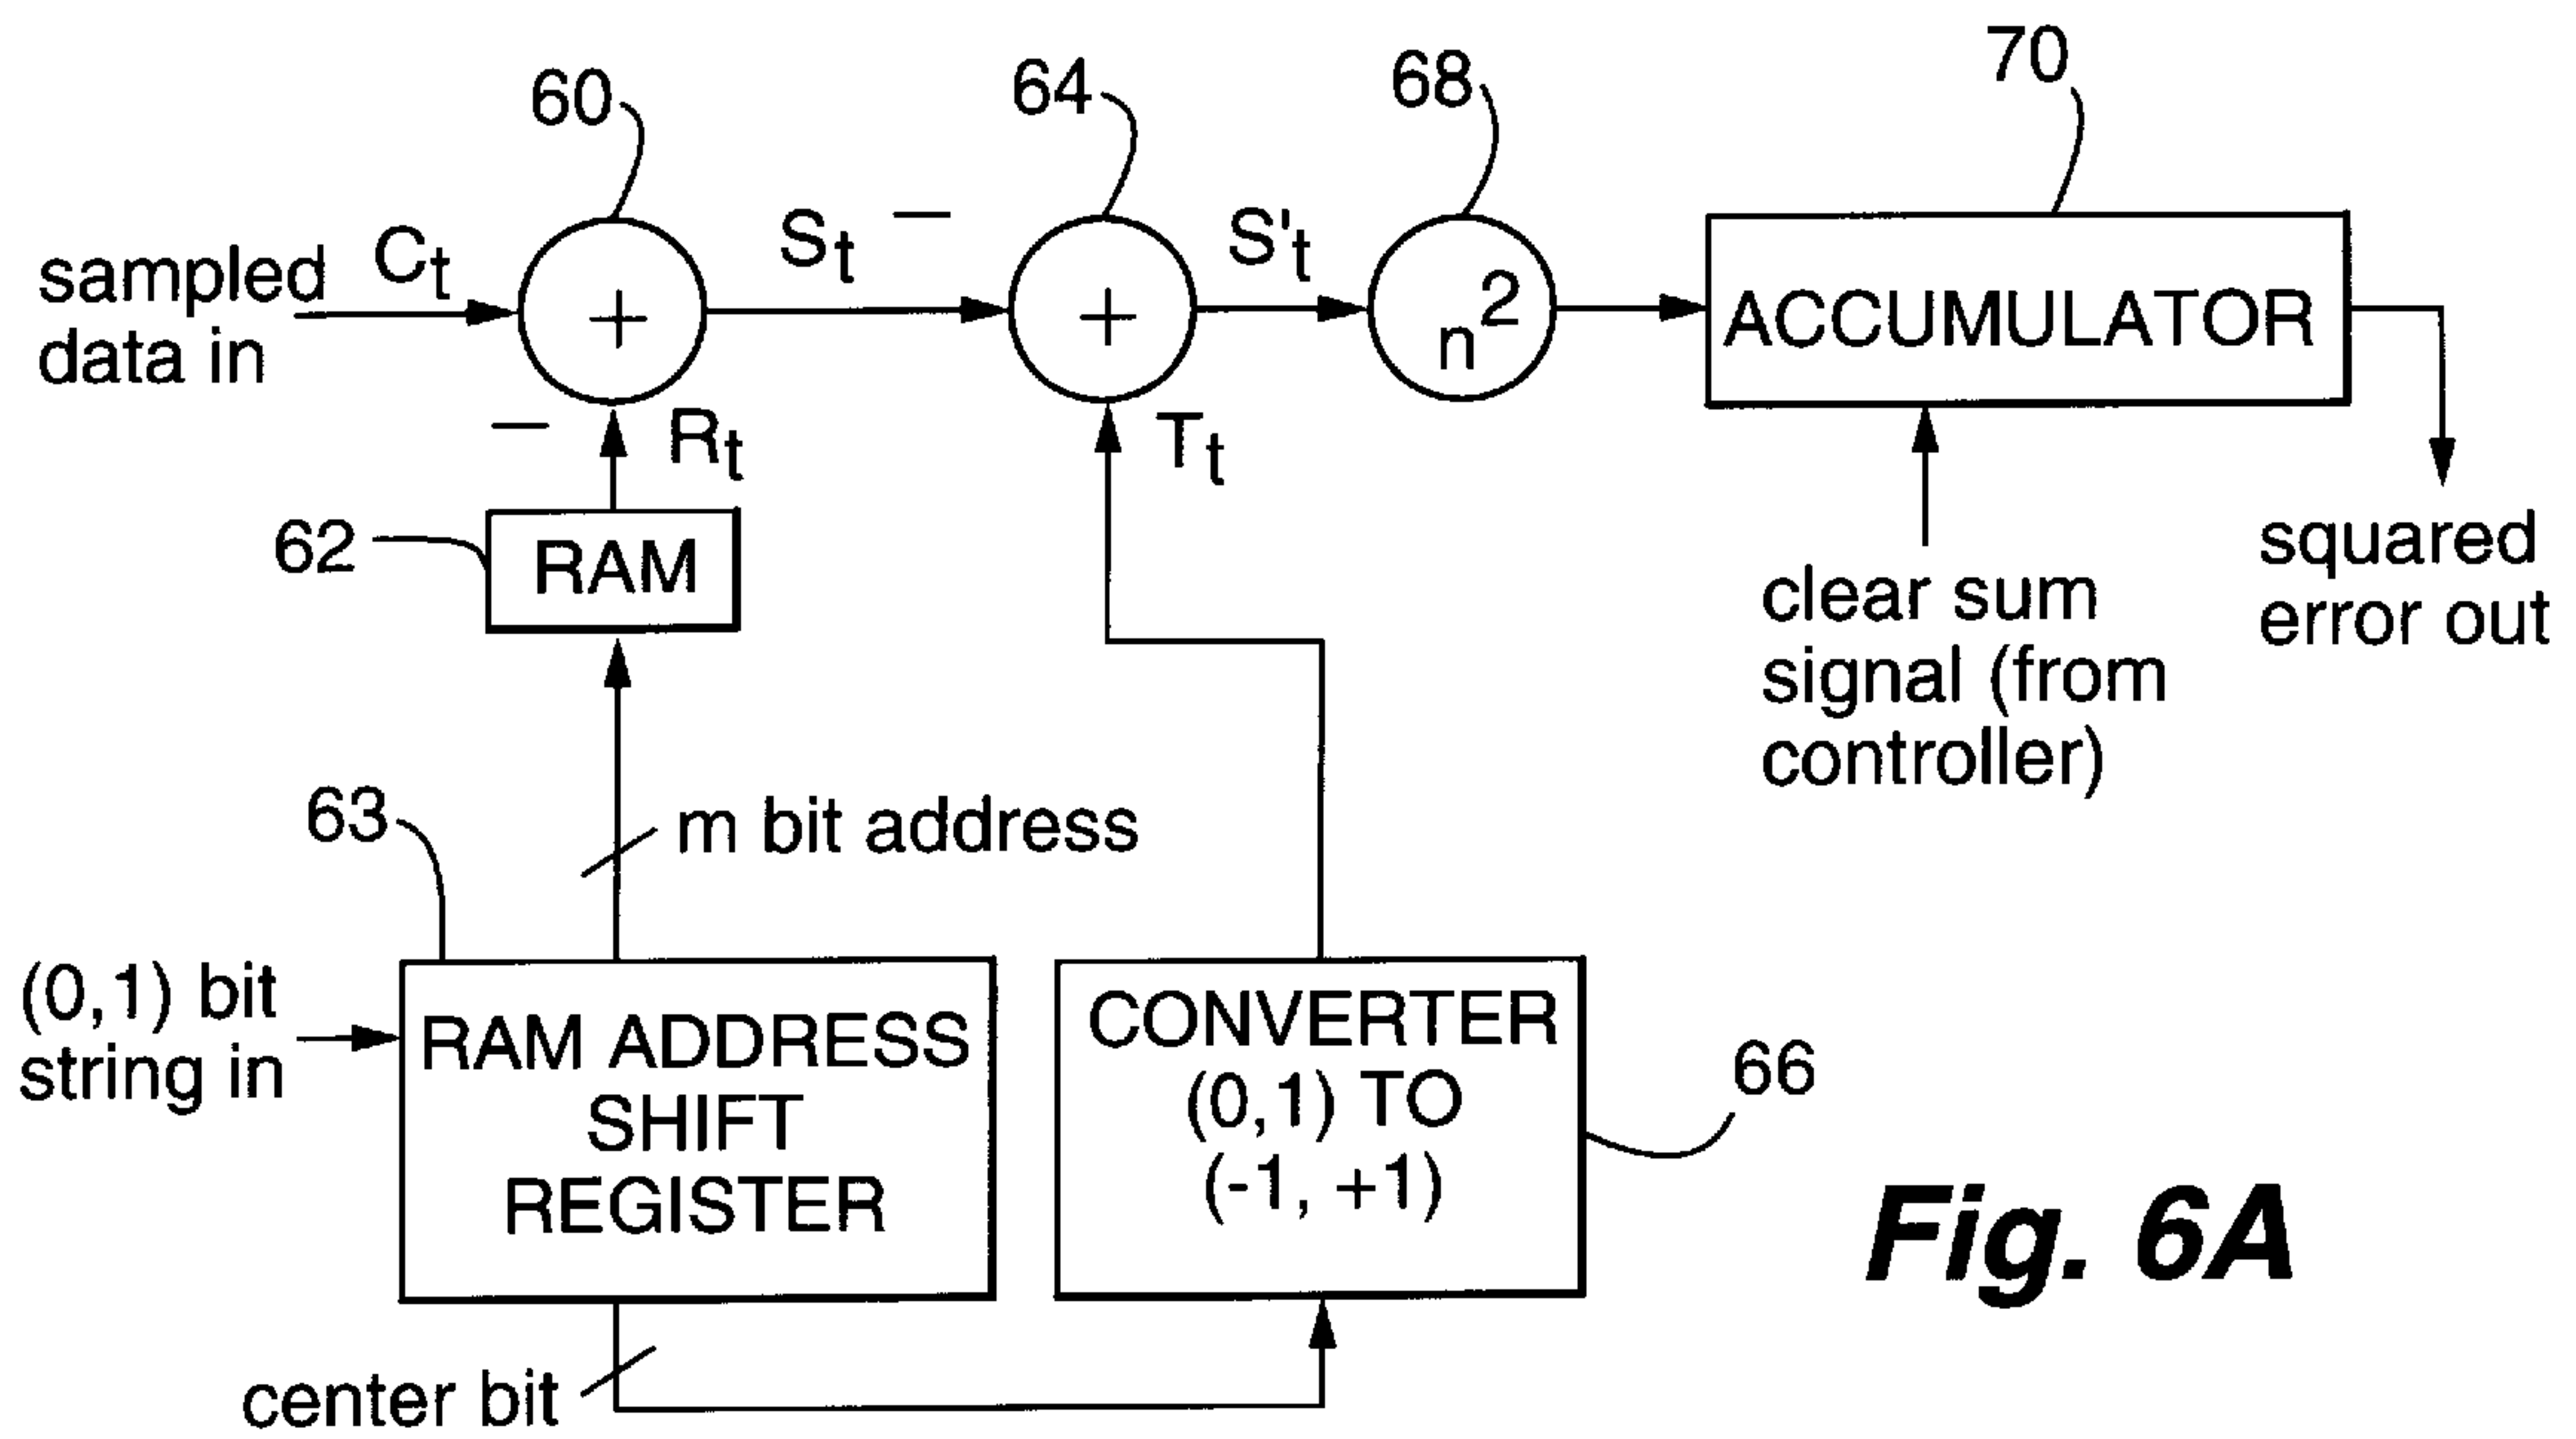 60
64
68
70
sampled
data in
Ct
+
St
−
+
S't
n2
ACCUMULATOR
−
Rt
Tt
62
RAM
clear sum
signal (from
controller)
squared
error out
63
m bit address
(0,1) bit
string in
RAM ADDRESS
SHIFT
REGISTER
CONVERTER
(0,1) TO
(-1, +1)
66
center bit
Fig. 6A